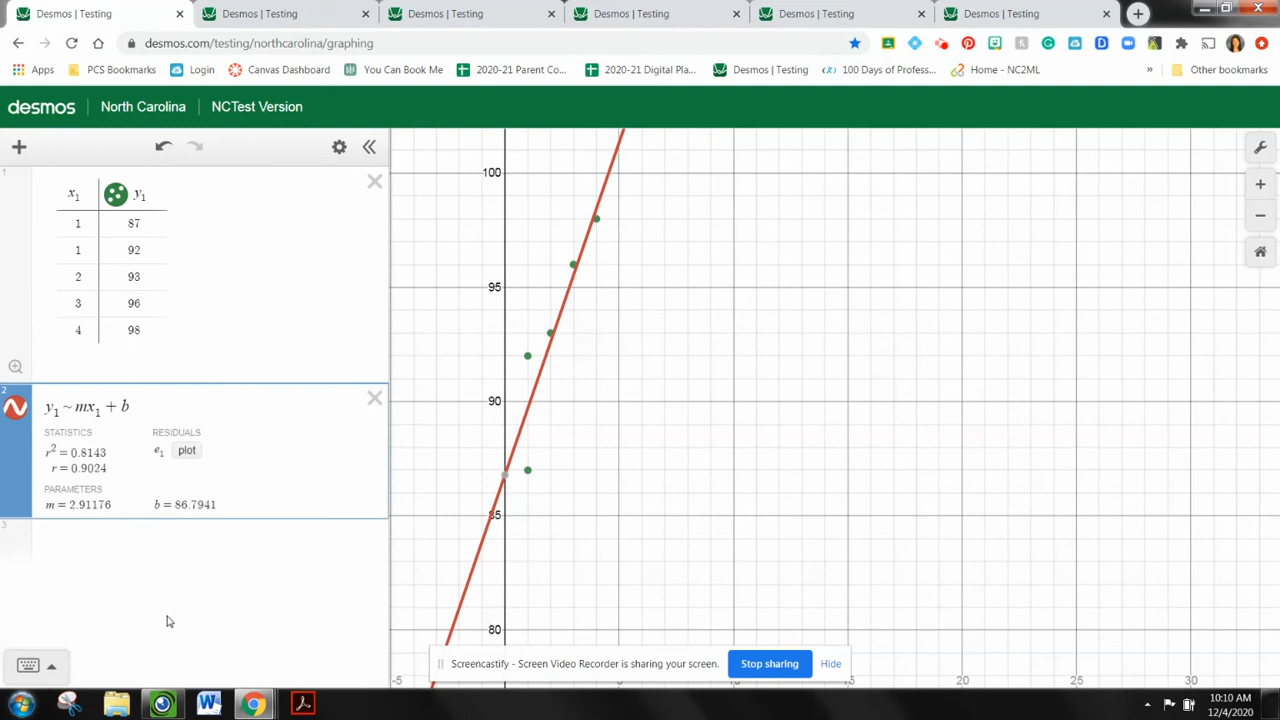 Desmos | Testing
Desmos | Testing
Desmos | Testing
Desmos | Testing
Desmos | Testing
Desmos | Testing
desmos.com/testing/northcarolina/graphing
Apps
PCS Bookmarks
Login
Canvas Dashboard
You Can Book Me
2020-21 Parent Co...
2020-21 Digital Pla...
Desmos | Testing
100 Days of Profess...
Home - NC2ML
»
Other bookmarks
desmos
North Carolina
NCTest Version
1
x₁ y₁
1 87
1 92
2 93
3 96
4 98
2
y₁ ~ mx₁ + b
STATISTICS RESIDUALS
r² = 0.8143 e₁ plot
r = 0.9024
PARAMETERS
m = 2.91176 b = 86.7941
3
100
95
90
85
80
-5
5
15
20
25
30
Screencastify - Screen Video Recorder is sharing your screen.
Stop sharing
Hide
10:10 AM
12/4/2020